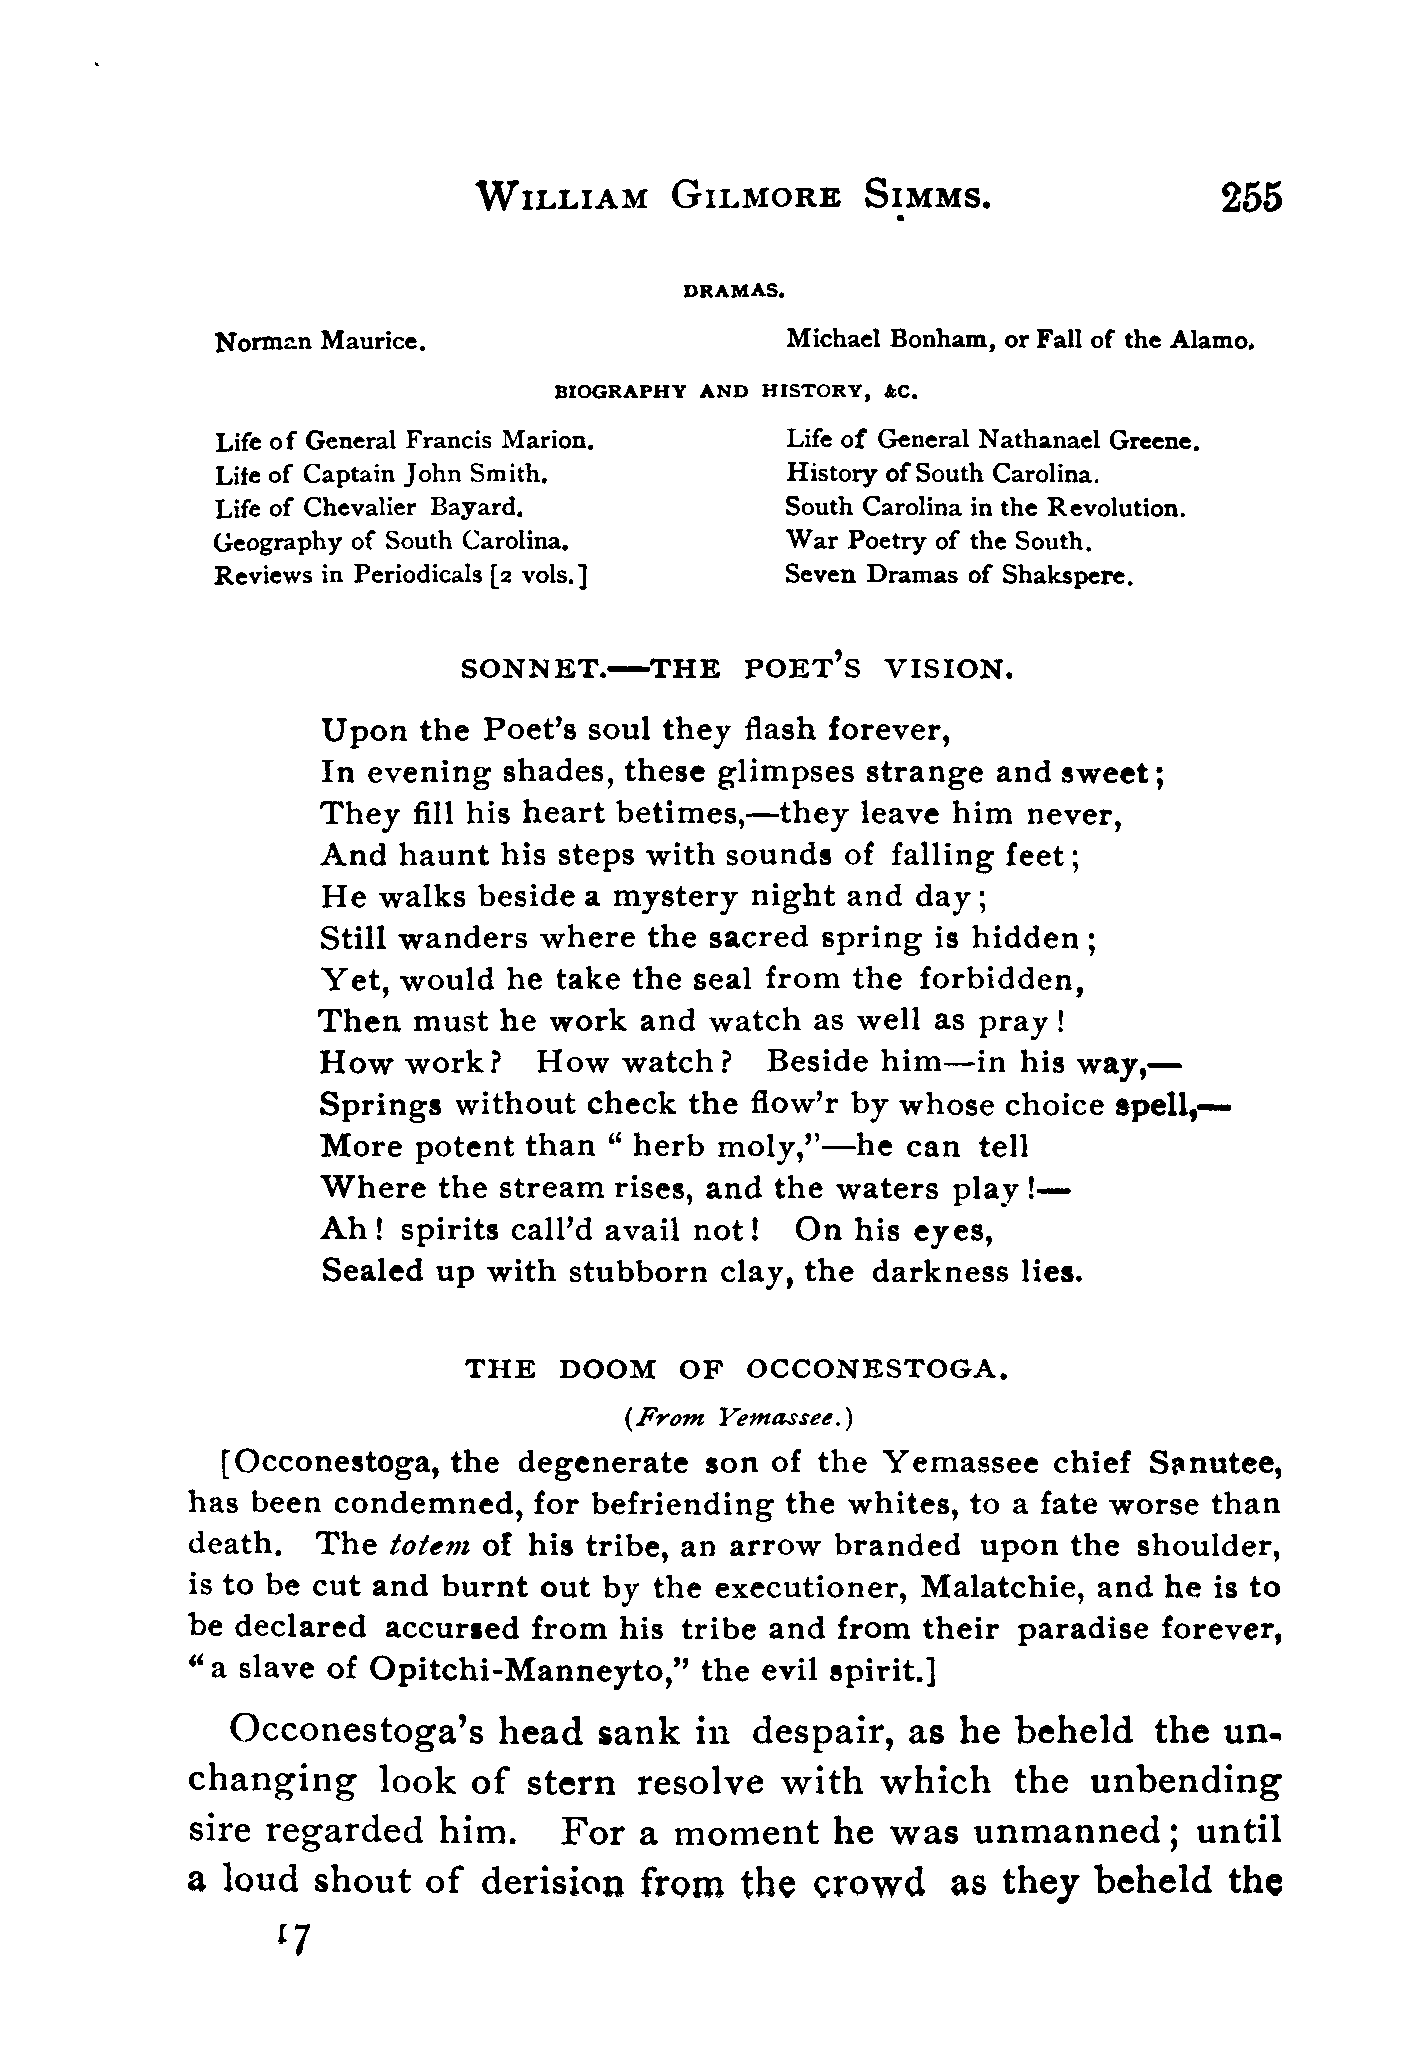 William Gilmore Simms. 255
DRAMAS.
Norman Maurice. Michael Bonham, or Fall of the Alamo.
BIOGRAPHY AND HISTORY, &C.
Life of General Francis Marion. Life of General Nathanael Greene.
Life of Captain John Smith. History of South Carolina.
Life of Chevalier Bayard. South Carolina in the Revolution.
Geography of South Carolina. War Poetry of the South.
Reviews in Periodicals [2 vols.] Seven Dramas of Shakspere.
SONNET.—THE POET'S VISION.
Upon the Poet's soul they flash forever,
In evening shades, these glimpses strange and sweet;
They fill his heart betimes,—they leave him never,
And haunt his steps with sounds of falling feet;
He walks beside a mystery night and day;
Still wanders where the sacred spring is hidden;
Yet, would he take the seal from the forbidden,
Then must he work and watch as well as pray!
How work? How watch? Beside him—in his way,—
Springs without check the flow'r by whose choice spell,—
More potent than "herb moly,"—he can tell
Where the stream rises, and the waters play!—
Ah! spirits call'd avail not! On his eyes,
Sealed up with stubborn clay, the darkness lies.
THE DOOM OF OCCONESTOGA.
(From Yemassee.)
[Occonestoga, the degenerate son of the Yemassee chief Sanutee,
has been condemned, for befriending the whites, to a fate worse than
death. The totem of his tribe, an arrow branded upon the shoulder,
is to be cut and burnt out by the executioner, Malatchie, and he is to
be declared accursed from his tribe and from their paradise forever,
"a slave of Opitchi-Manneyto," the evil spirit.]
Occonestoga's head sank in despair, as he beheld the un-
changing look of stern resolve with which the unbending
sire regarded him. For a moment he was unmanned; until
a loud shout of derision from the crowd as they beheld the
17